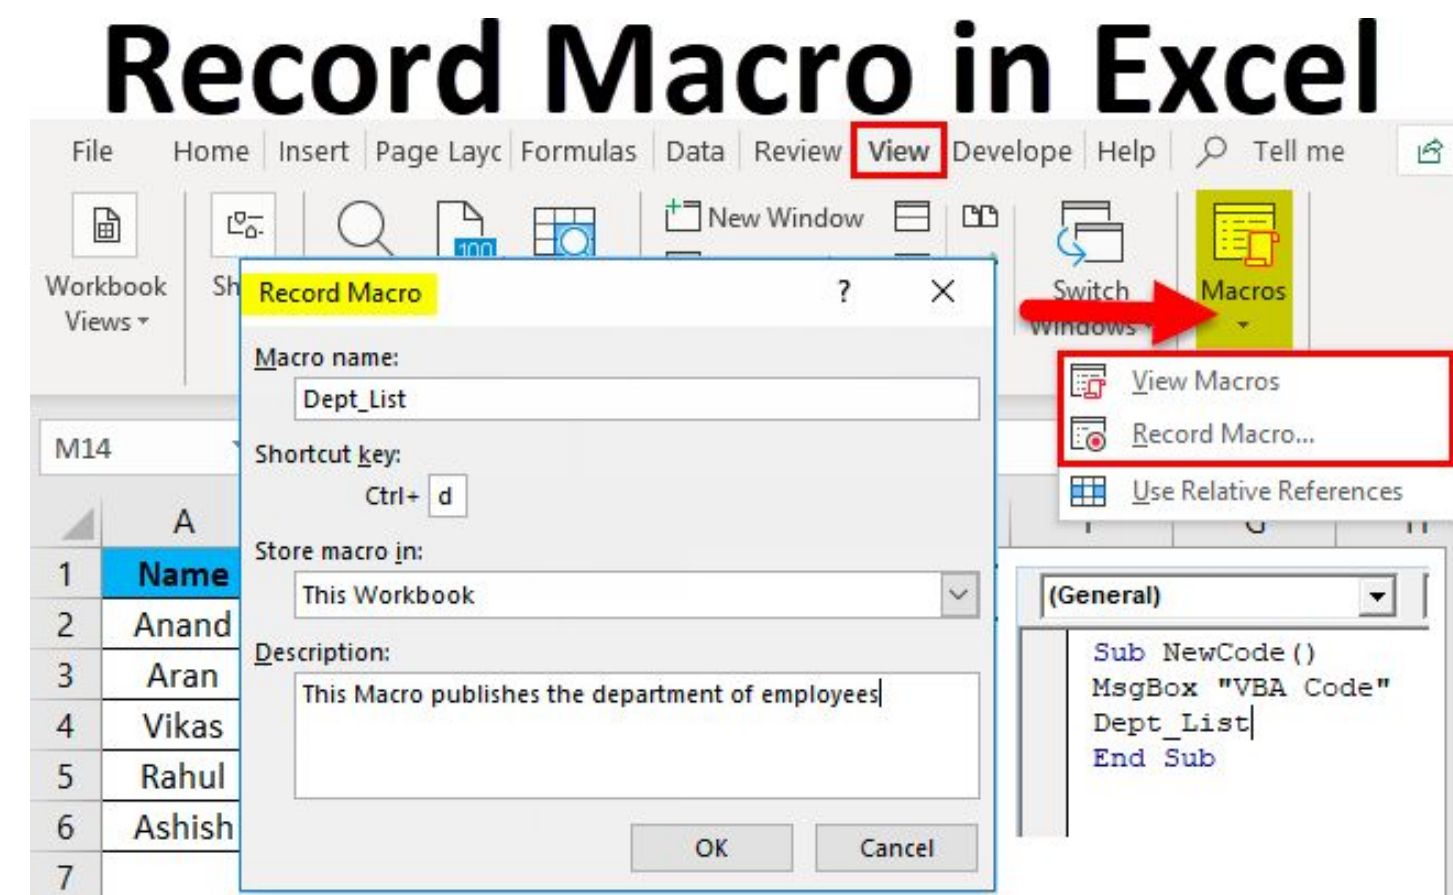 Record Macro in Excel
File Home Insert Page Layc Formulas Data Review View Develope Help Tell me
New Window
100
Workbook
Views
Sh
Switch
Windows
Macros
View Macros
Record Macro...
Use Relative References
Record Macro ?
Macro name:
Dept_List
Shortcut key:
Ctrl+ d
Store macro in:
This Workbook
Description:
This Macro publishes the department of employees
OK Cancel
M14
A
1 Name
2 Anand
3 Aran
4 Vikas
5 Rahul
6 Ashish
7
(General)
Sub NewCode()
MsgBox "VBA Code"
Dept_List
End Sub